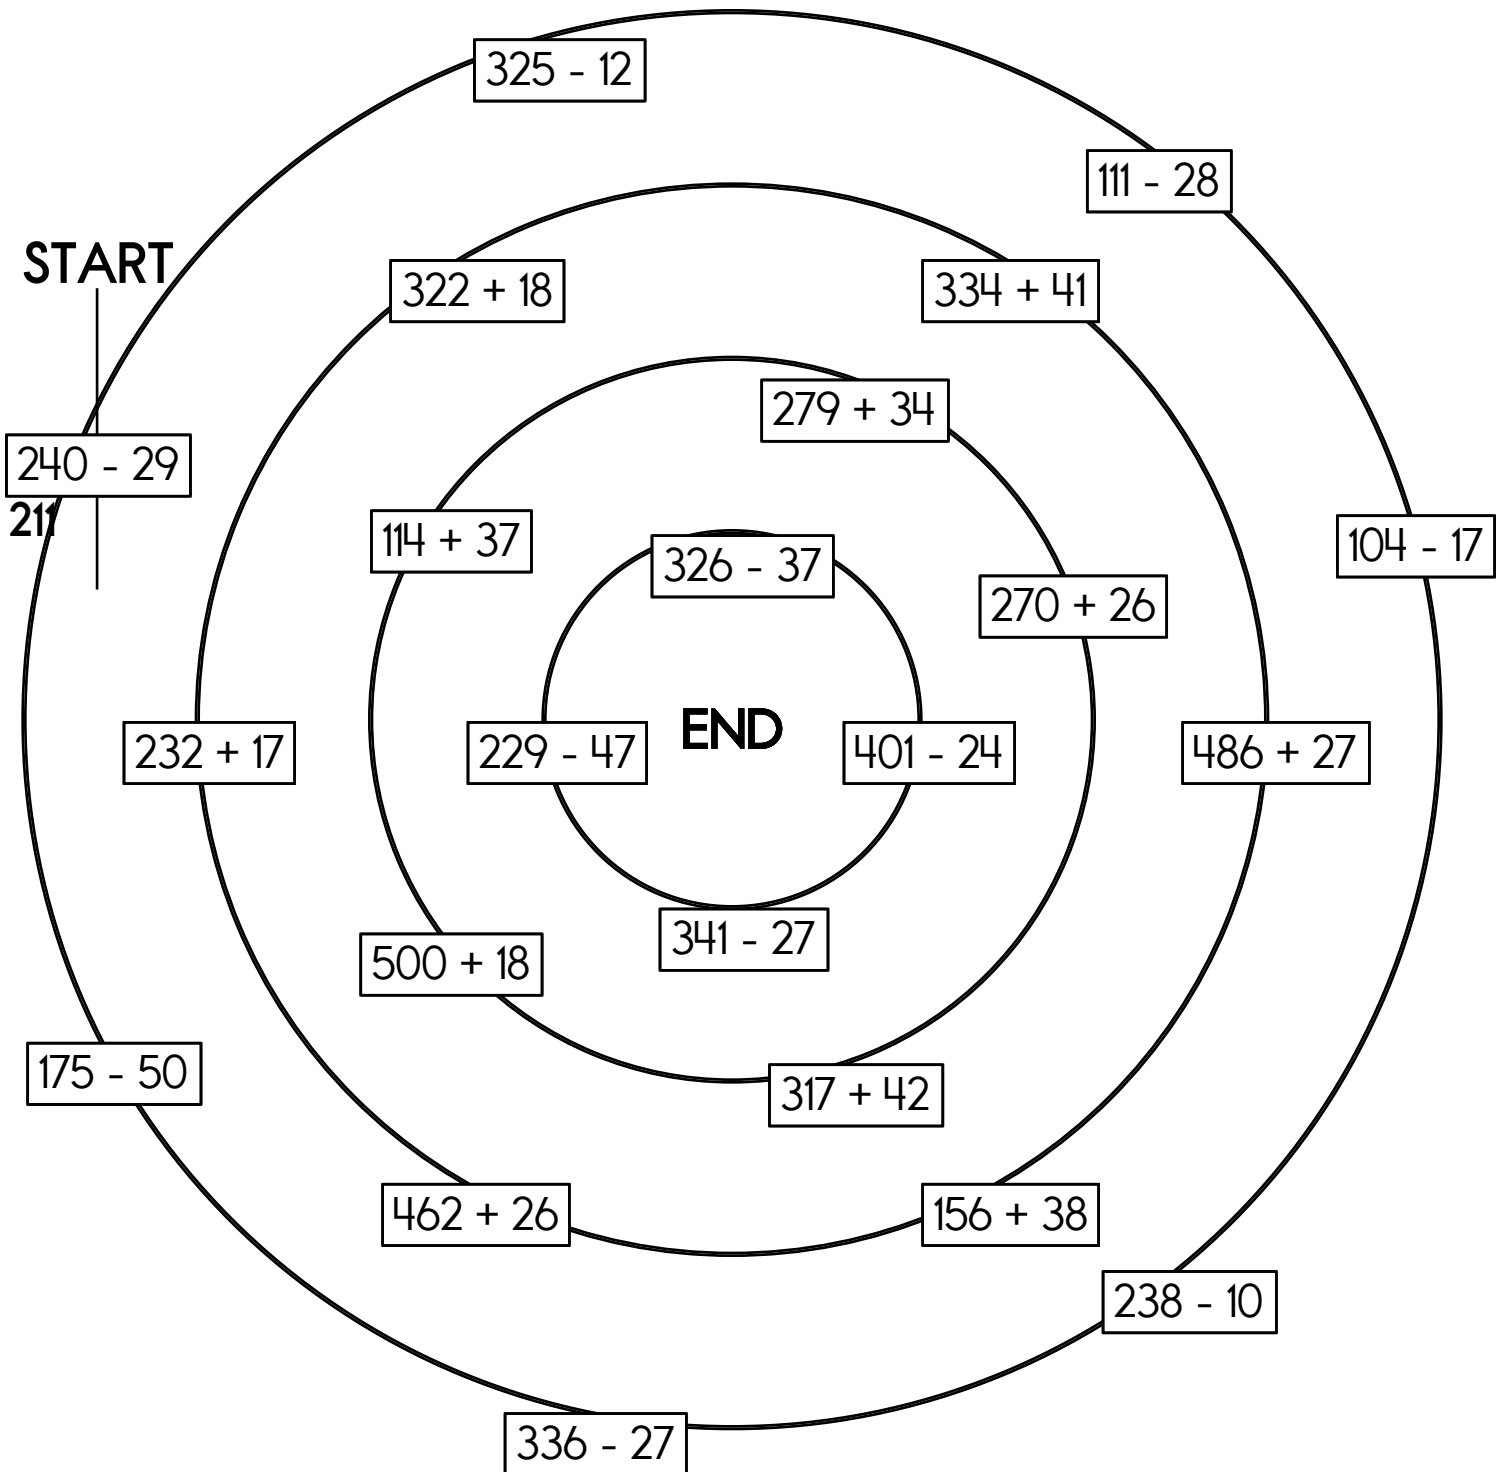 325 - 12
111 - 28
START
322 + 18
334 + 41
279 + 34
240 - 29
211
114 + 37
104 - 17
326 - 37
270 + 26
END
232 + 17
229 - 47
401 - 24
486 + 27
341 - 27
500 + 18
175 - 50
317 + 42
462 + 26
156 + 38
238 - 10
336 - 27